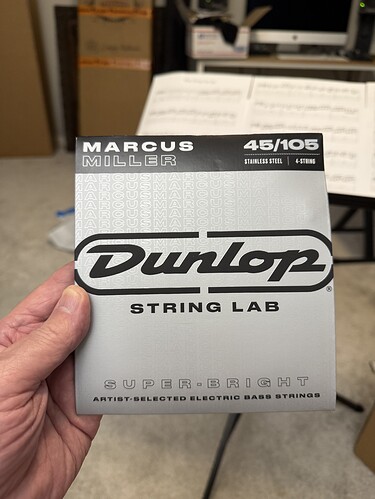 MARCUS
MILLER
45/105
STAINLESS STEEL | 4-STRING
Dunlop®
STRING LAB
SUPER-BRIGHT
ARTIST-SELECTED ELECTRIC BASS STRINGS